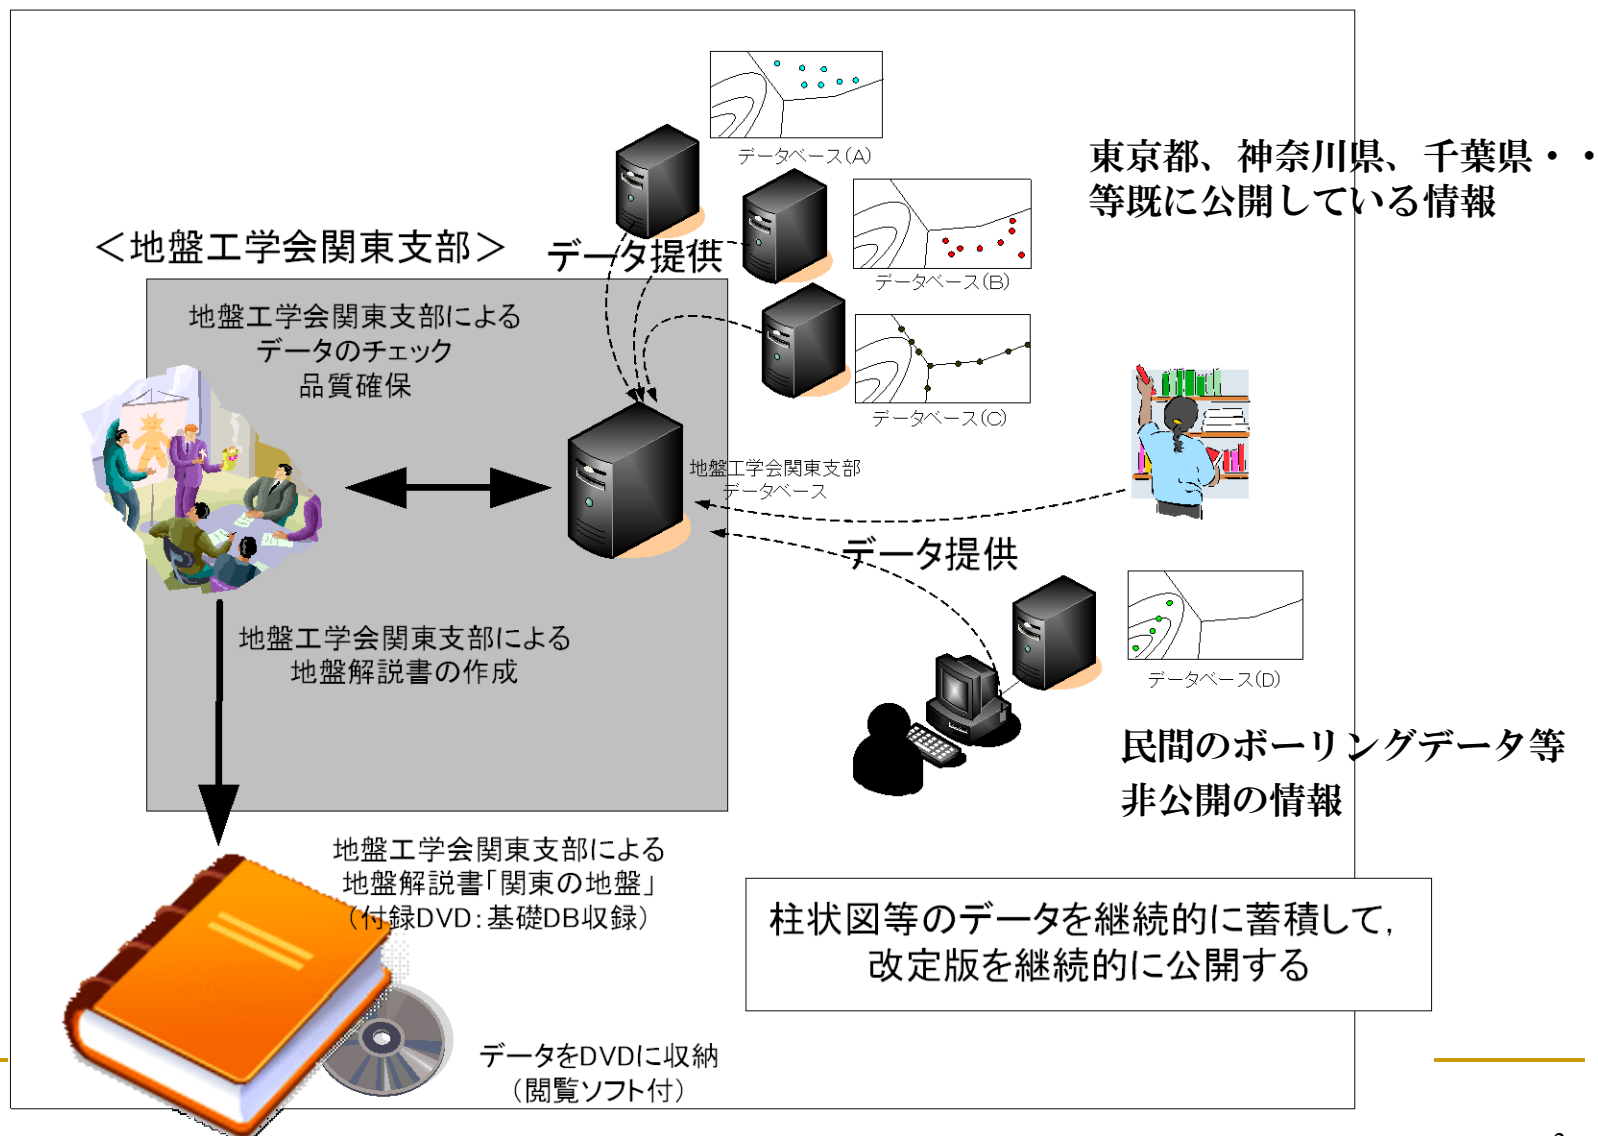 データベース(A)
東京都、神奈川県、千葉県・・
等既に公開している情報
＜地盤工学会関東支部＞
データ提供
データベース(B)
地盤工学会関東支部による
データのチェック
品質確保
データベース(C)
地盤工学会関東支部
データベース
データ提供
地盤工学会関東支部による
地盤解説書の作成
データベース(D)
民間のボーリングデータ等
非公開の情報
地盤工学会関東支部による
地盤解説書「関東の地盤」
(付録DVD:基礎DB収録)
柱状図等のデータを継続的に蓄積して,
改定版を継続的に公開する
データをDVDに収納
(閲覧ソフト付)